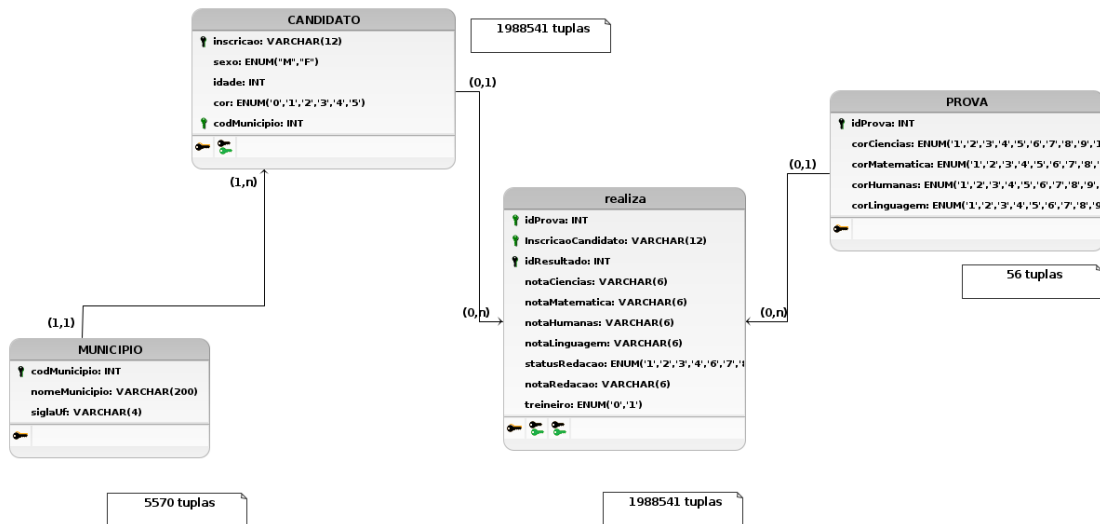 CANDIDATO
inscricao: VARCHAR(12)
sexo: ENUM("M","F")
idade: INT
cor: ENUM('0','1','2','3','4','5')
codMunicipio: INT
1988541 tuplas
(0,1)
(1,n)
PROVA
idProva: INT
corCiencias: ENUM('1','2','3','4','5','6','7','8','9','1
corMatematica: ENUM('1','2','3','4','5','6','7','8','
corHumanas: ENUM('1','2','3','4','5','6','7','8','9',
corLinguagem: ENUM('1','2','3','4','5','6','7','8','9
(0,1)
56 tuplas
realiza
idProva: INT
InscricaoCandidato: VARCHAR(12)
idResultado: INT
notaCiencias: VARCHAR(6)
notaMatematica: VARCHAR(6)
notaHumanas: VARCHAR(6)
notaLinguagem: VARCHAR(6)
statusRedacao: ENUM('1','2','3','4','6','7','8
notaRedacao: VARCHAR(6)
treineiro: ENUM('0','1')
(0,n)
(0,n)
1988541 tuplas
(1,1)
MUNICIPIO
codMunicipio: INT
nomeMunicipio: VARCHAR(200)
siglaUf: VARCHAR(4)
5570 tuplas